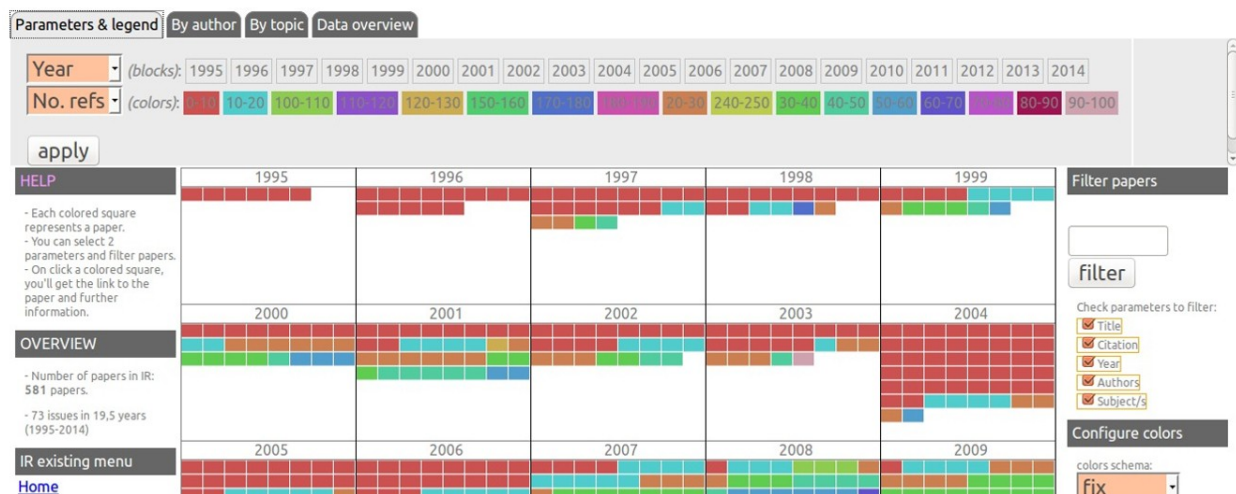 Parameters & legend By author By topic Data overview
Year (blocks): 1995 1996 1997 1998 1999 2000 2001 2002 2003 2004 2005 2006 2007 2008 2009 2010 2011 2012 2013 2014
No. refs (colors): 0-10 10-20 100-110 110-120 120-130 150-160 170-180 20-30 240-250 30-40 40-50 50-60 60-70 80-90 90-100
apply
HELP
- Each colored square
represents a paper.
- You can select 2
parameters and filter papers.
- On click a colored square,
you'll get the link to the
paper and further
information.
OVERVIEW
- Number of papers in IR:
581 papers.
- 73 issues in 19,5 years
(1995-2014)
IR existing menu
Home
1995 1996 1997 1998 1999
2000 2001 2002 2003 2004
2005 2006 2007 2008 2009
Filter papers
filter
Check parameters to filter:
Title
Citation
Year
Authors
Subject/s
Configure colors
colors schema:
fix